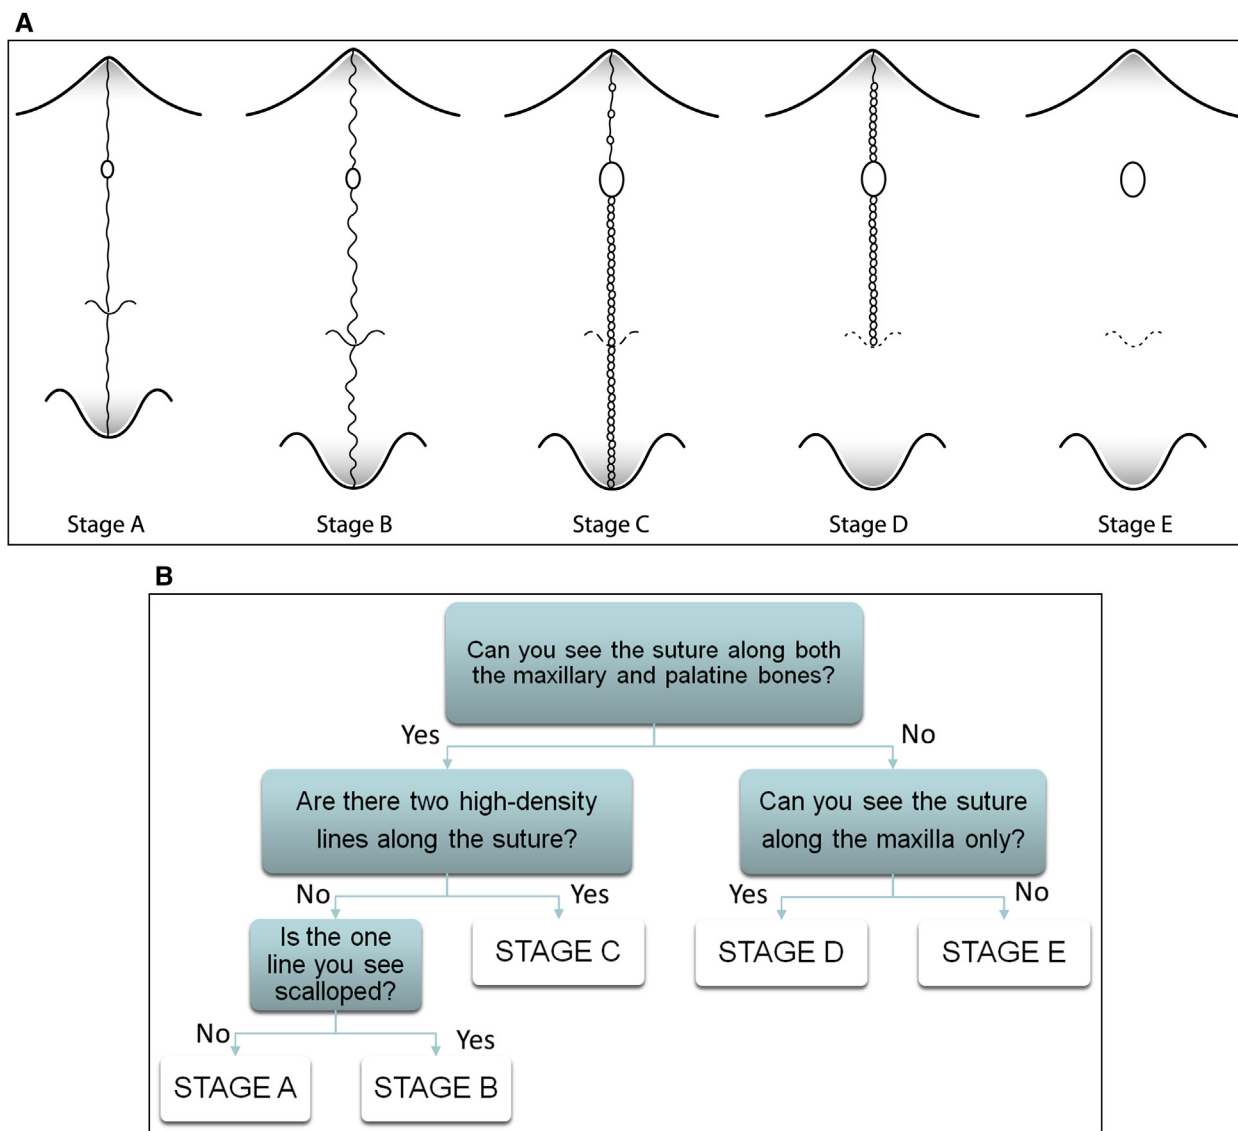 A
Stage A
Stage B
Stage C
Stage D
Stage E
B
Can you see the suture along both
the maxillary and palatine bones?
Yes
No
Are there two high-density
lines along the suture?
Can you see the suture
along the maxilla only?
No
Yes
Yes
No
Is the one
line you see
scalloped?
STAGE C
STAGE D
STAGE E
No
Yes
STAGE A
STAGE B